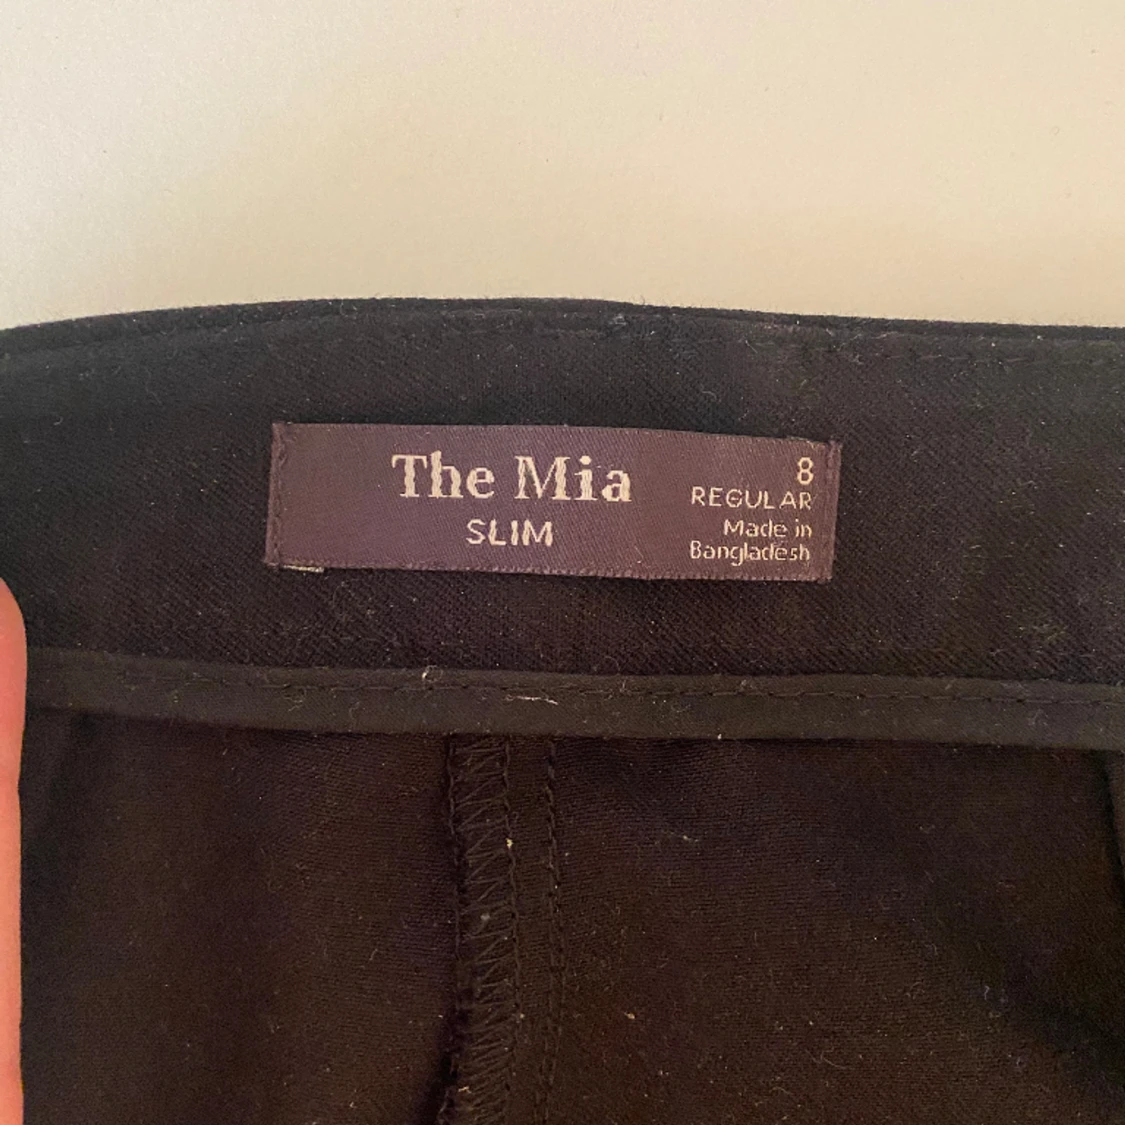 The Mia
SLIM
8
REGULAR
Made in
Bangladesh